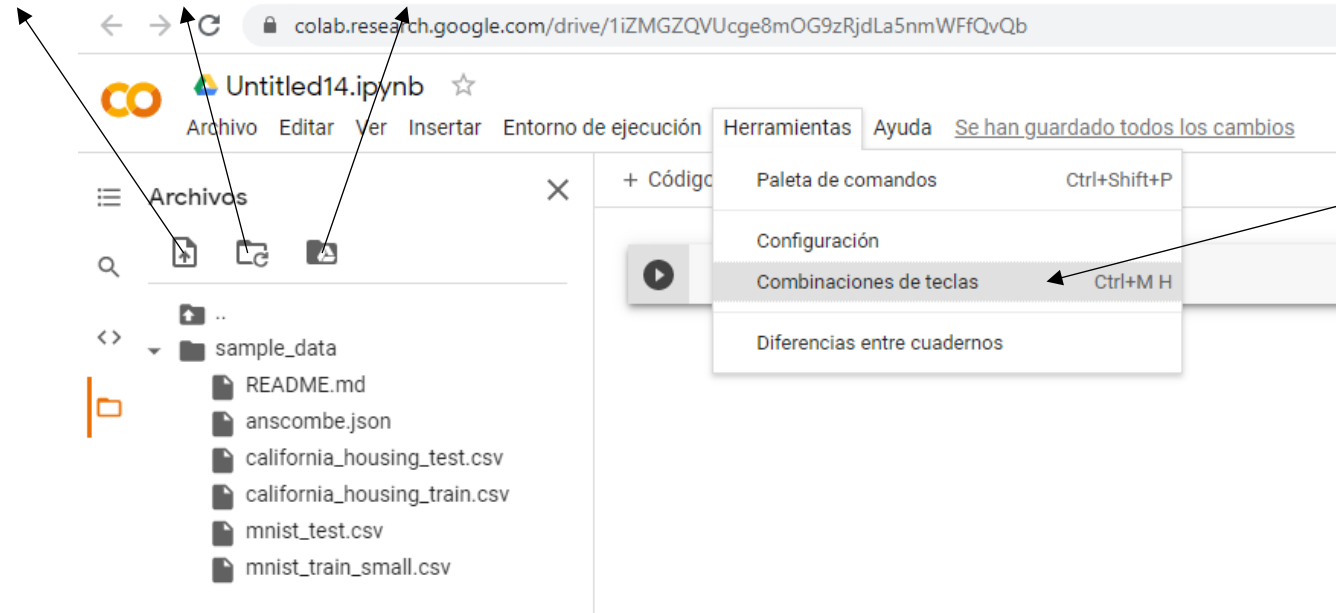 colab.research.google.com/drive/1iZMGZQVUcge8mOG9zRjdLa5nmWFfQvQb
CO
Untitled14.ipynb
Archivo Editar Ver Insertar Entorno de ejecución Herramientas Ayuda Se han guardado todos los cambios
Archivos
+ Código
Paleta de comandos Ctrl+Shift+P
Configuración
Combinaciones de teclas Ctrl+M H
Diferencias entre cuadernos
..
sample_data
README.md
anscombe.json
california_housing_test.csv
california_housing_train.csv
mnist_test.csv
mnist_train_small.csv